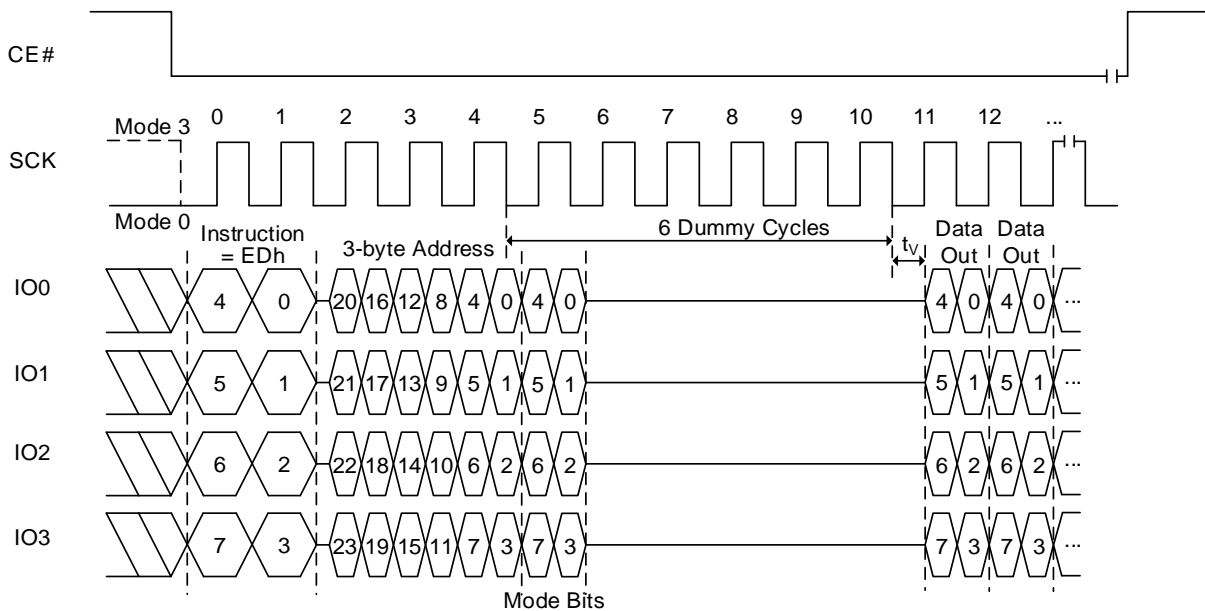 CE#
0 1 2 3 4 5 6 7 8 9 10 11 12 ...
Mode 3
SCK
Mode 0
Instruction
= EDh
3-byte Address
6 Dummy Cycles
tV
Data
Out
Data
Out
IO0 4 0 20 16 12 8 4 0 4 0 4 0 4 0 ...
IO1 5 1 21 17 13 9 5 1 5 1 5 1 5 1 ...
IO2 6 2 22 18 14 10 6 2 6 2 6 2 6 2 ...
IO3 7 3 23 19 15 11 7 3 7 3 7 3 7 3 ...
Mode Bits